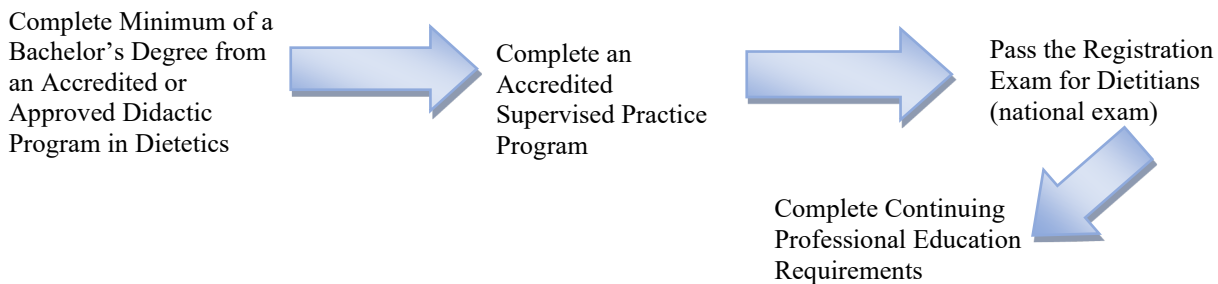 Complete Minimum of a
Bachelor’s Degree from
an Accredited or
Approved Didactic
Program in Dietetics
Complete an
Accredited
Supervised Practice
Program
Pass the Registration
Exam for Dietitians
(national exam)
Complete Continuing
Professional Education
Requirements